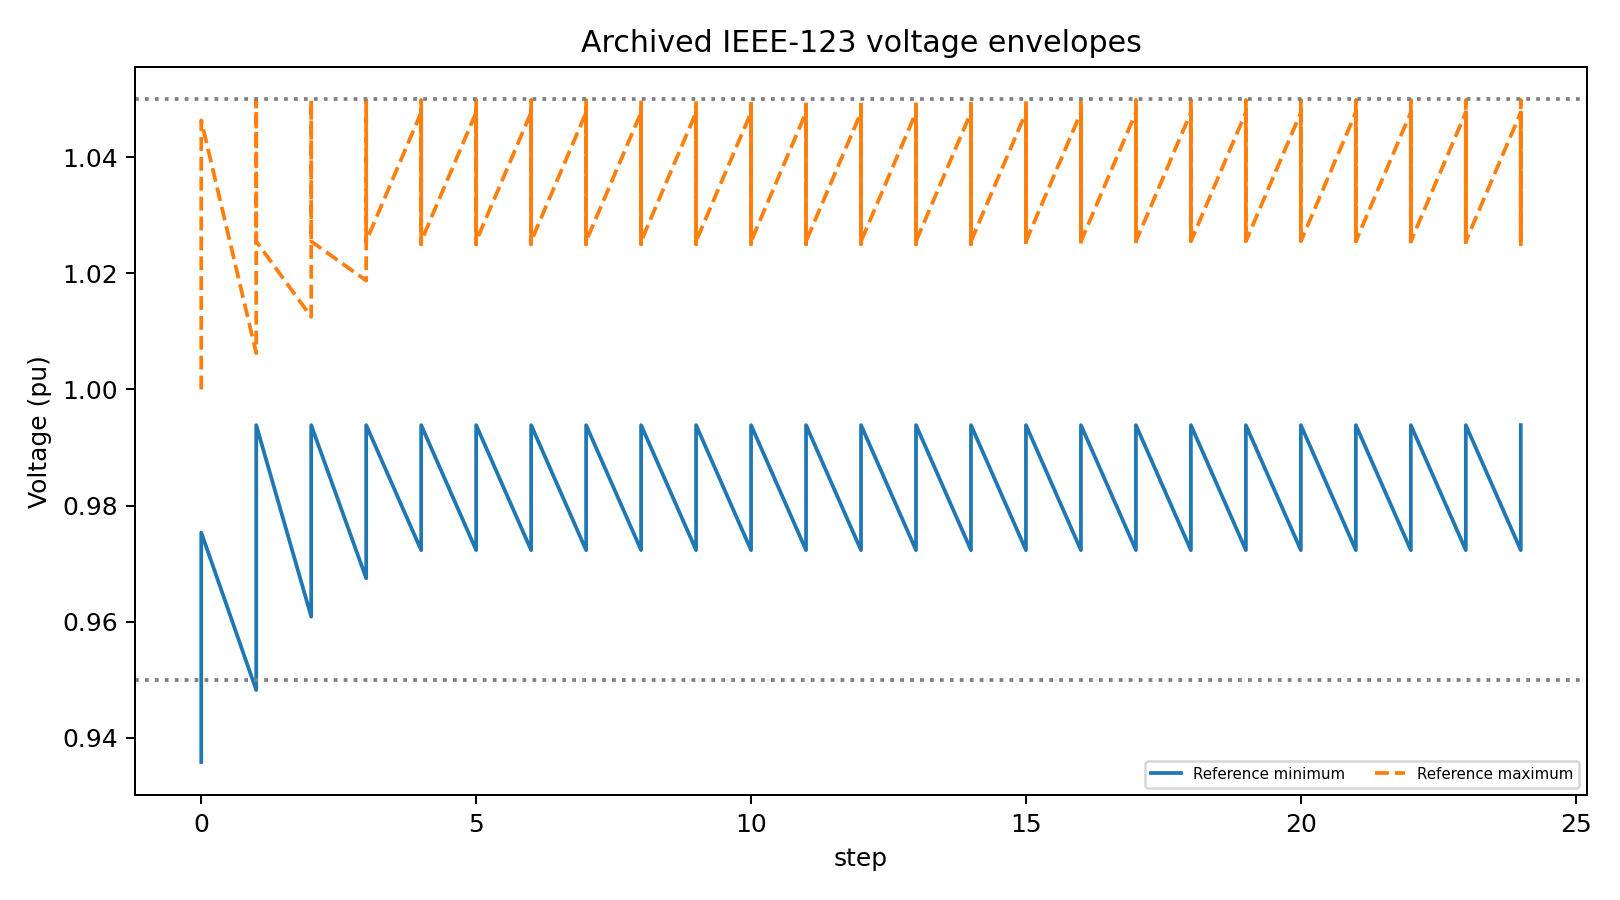 Archived IEEE-123 voltage envelopes
Voltage (pu)
1.04
1.02
1.00
0.98
0.96
0.94
Reference minimum Reference maximum
0 5 10 15 20 25
step